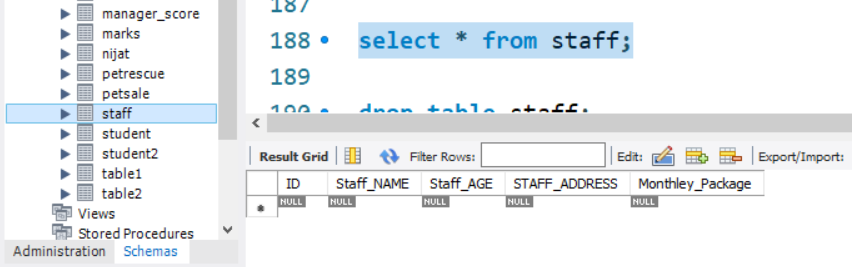 manager_score
marks
nijat
petrescue
petsale
staff
student
student2
table1
table2
Views
Stored Procedures
Administration Schemas
187
188 select * from staff;
189
190 drop table staff;
Result Grid Filter Rows: Edit: Export/Import:
ID Staff_NAME Staff_AGE STAFF_ADDRESS Monthley_Package
* NULL NULL NULL NULL NULL